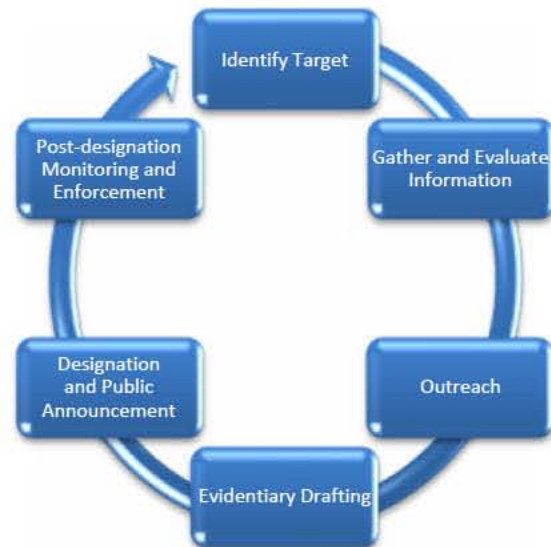 Identify Target
Gather and Evaluate
Information
Outreach
Evidentiary Drafting
Designation
and Public
Announcement
Post-designation
Monitoring and
Enforcement